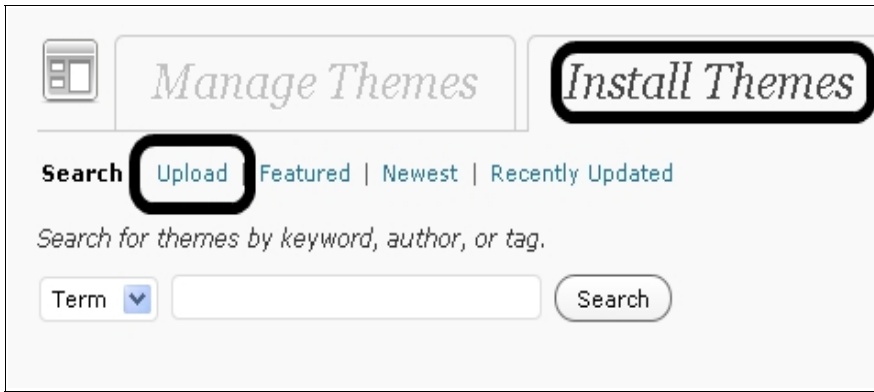 Manage Themes Install Themes
Search Upload | Featured | Newest | Recently Updated
Search for themes by keyword, author, or tag.
Term Search